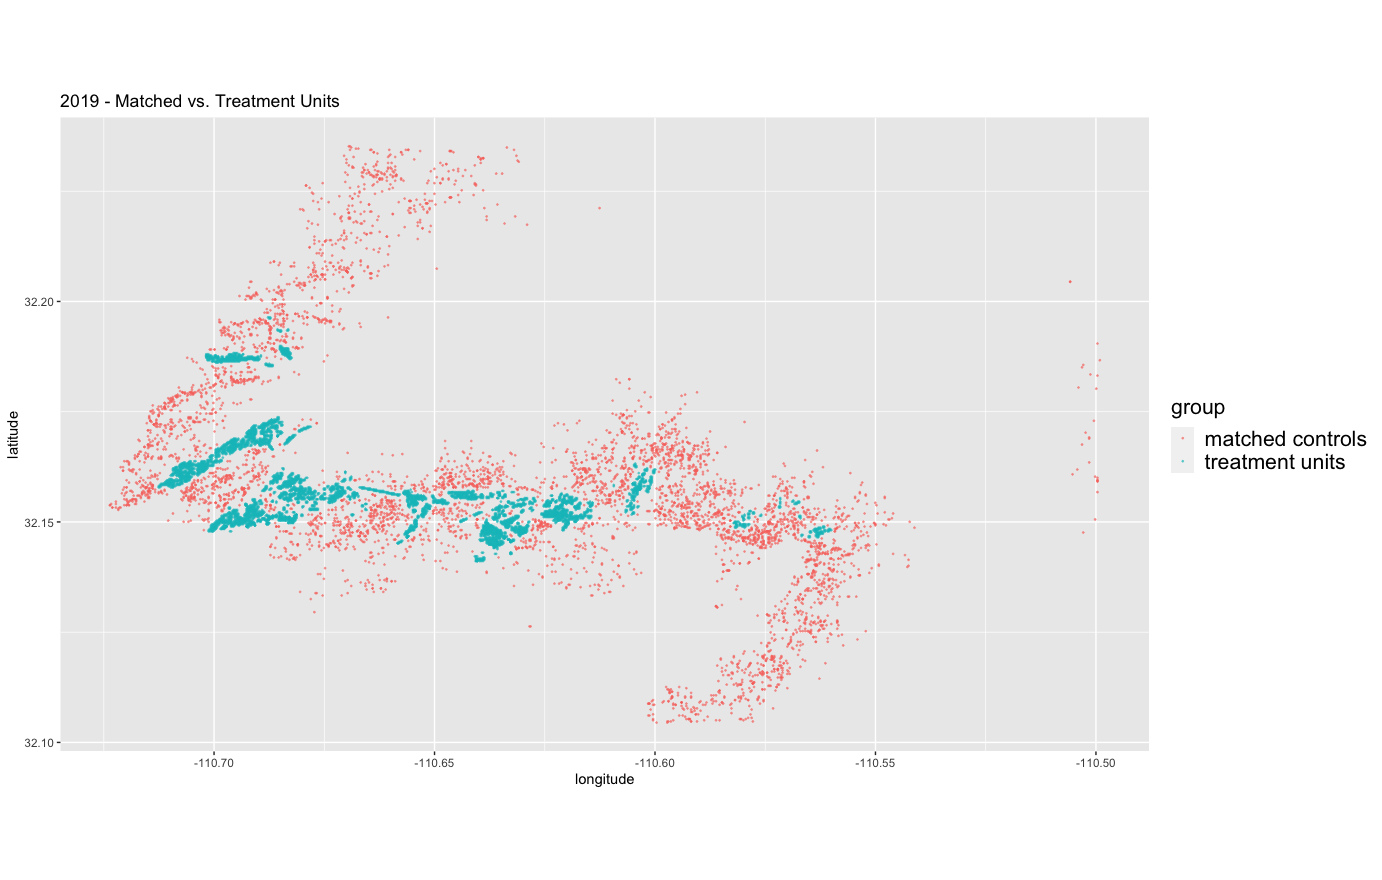 2019 - Matched vs. Treatment Units
latitude
32.20
32.15
32.10
-110.70
-110.65
-110.60
-110.55
-110.50
longitude
group
matched controls
treatment units